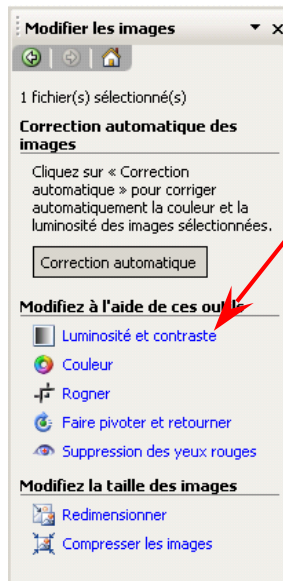 Modifier les images
1 fichier(s) sélectionné(s)
Correction automatique des
images
Cliquez sur « Correction
automatique » pour corriger
automatiquement la couleur et la
luminosité des images sélectionnées.
Correction automatique
Modifiez à l'aide de ces outils
Luminosité et contraste
Couleur
Rogner
Faire pivoter et retourner
Suppression des yeux rouges
Modifiez la taille des images
Redimensionner
Compresser les images